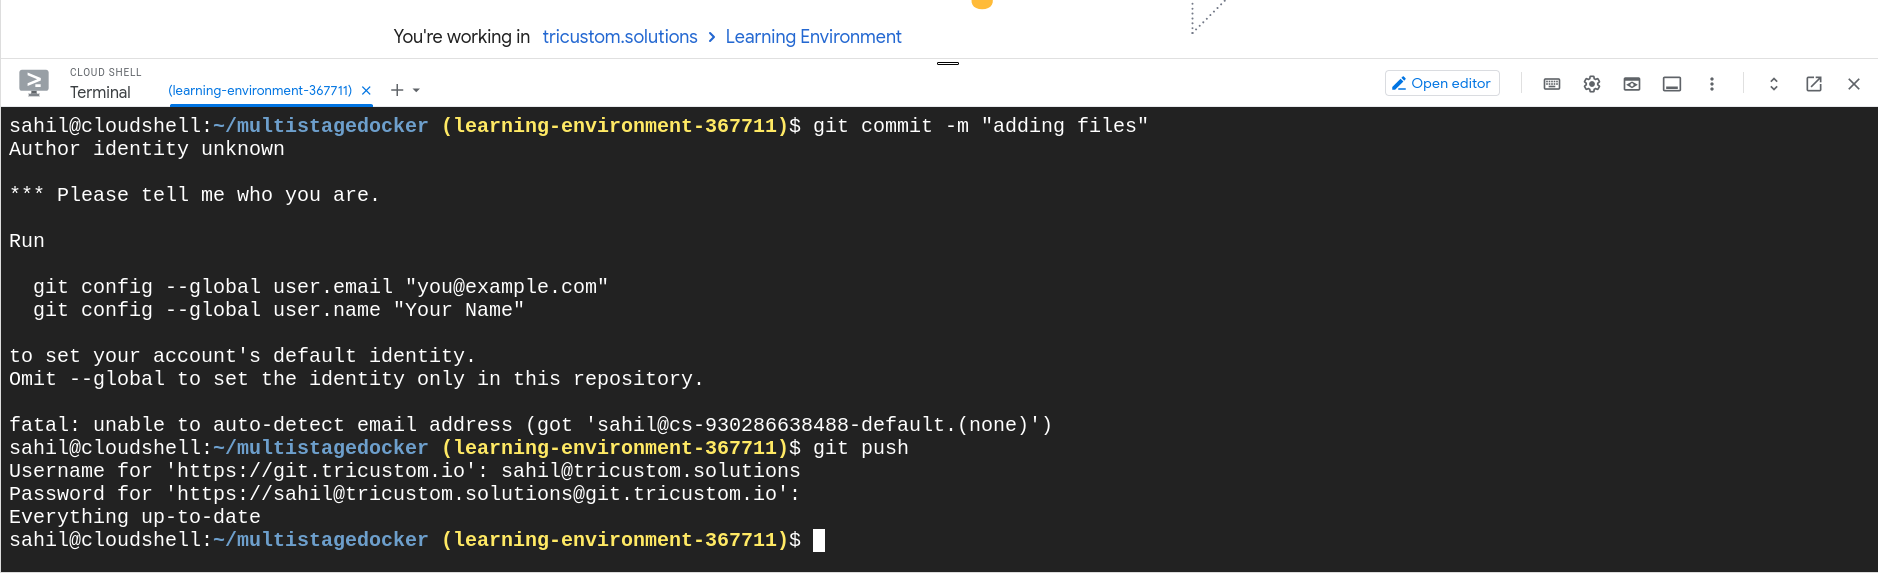 You're working in tricustom.solutions > Learning Environment
CLOUD SHELL
Terminal
(learning-environment-367711)
Open editor
sahil@cloudshell:~/multistagedocker (learning-environment-367711)$ git commit -m "adding files"
Author identity unknown
*** Please tell me who you are.
Run
git config --global user.email "you@example.com"
git config --global user.name "Your Name"
to set your account's default identity.
Omit --global to set the identity only in this repository.
fatal: unable to auto-detect email address (got 'sahil@cs-930286638488-default.(none)')
sahil@cloudshell:~/multistagedocker (learning-environment-367711)$ git push
Username for 'https://git.tricustom.io': sahil@tricustom.solutions
Password for 'https://sahil@tricustom.solutions@git.tricustom.io':
Everything up-to-date
sahil@cloudshell:~/multistagedocker (learning-environment-367711)$